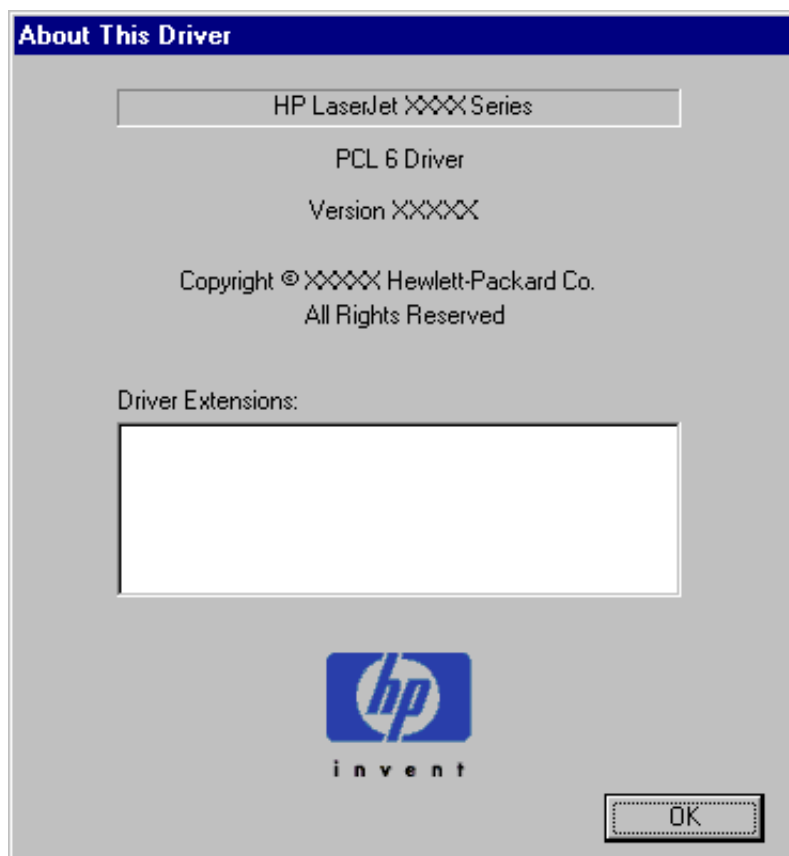 About This Driver
HP LaserJet XXXX Series
PCL 6 Driver
Version XXXXX
Copyright © XXXXX Hewlett-Packard Co.
All Rights Reserved
Driver Extensions:
hp
invent
OK